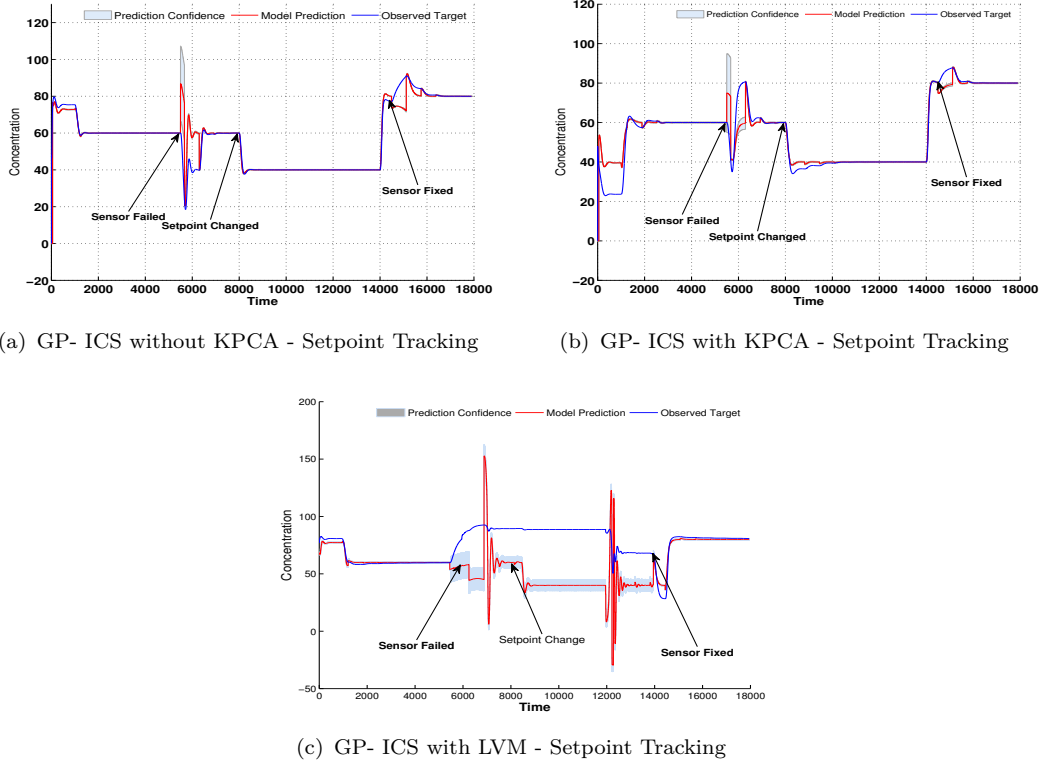 Prediction Confidence Model Prediction Observed Target
120
100
80
60
40
20
0
−20
Concentration
Sensor Failed
Setpoint Changed
Sensor Fixed
0 2000 4000 6000 8000 10000 12000 14000 16000 18000
Time
(a) GP- ICS without KPCA - Setpoint Tracking
Prediction Confidence Model Prediction Observed Target
120
100
80
60
40
20
0
−20
Concentration
Sensor Failed
Setpoint Changed
Sensor Fixed
0 2000 4000 6000 8000 10000 12000 14000 16000 18000
Time
(b) GP- ICS with KPCA - Setpoint Tracking
Prediction Confidence Model Prediction Observed Target
200
150
100
50
0
−50
Concentration
Sensor Failed
Setpoint Change
Sensor Fixed
0 2000 4000 6000 8000 10000 12000 14000 16000 18000
Time
(c) GP- ICS with LVM - Setpoint Tracking